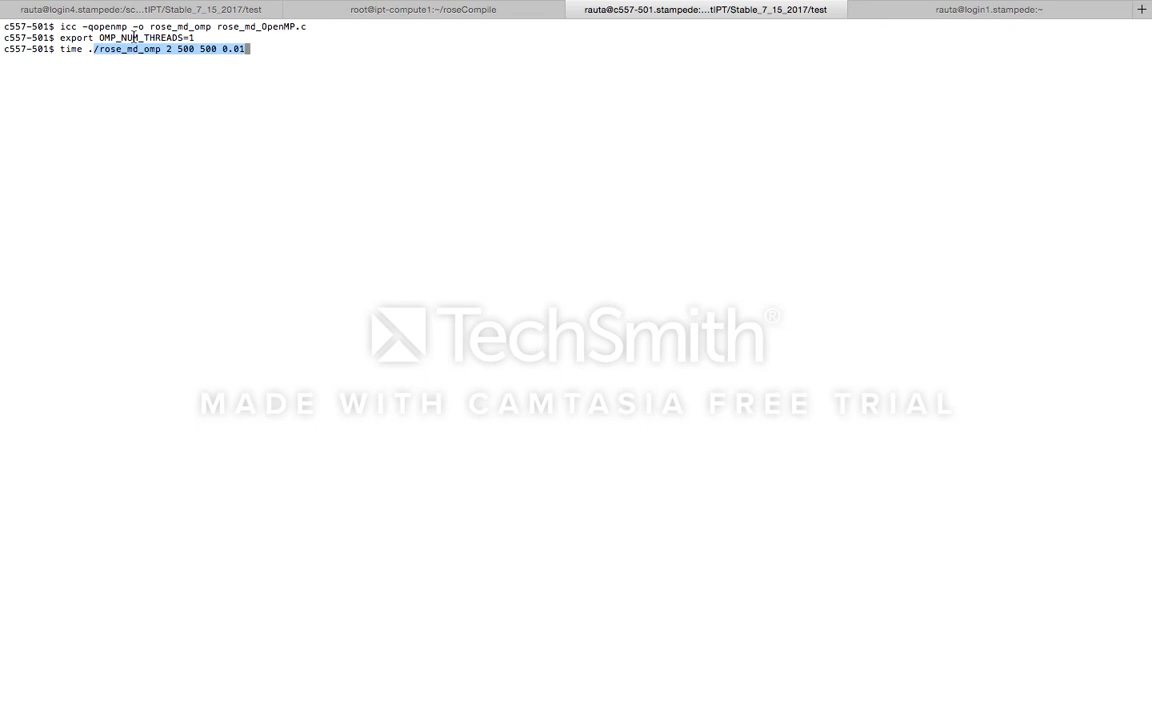 rauta@login4.stampede:/sc...tIPT/Stable_7_15_2017/test
root@ipt-compute1:~/roseCompile
rauta@c557-501.stampede:...tIPT/Stable_7_15_2017/test
rauta@login1.stampede:~
c557-501$ icc -qopenmp -o rose_md_omp rose_md_OpenMP.c
c557-501$ export OMP_NUM_THREADS=1
c557-501$ time ./rose_md_omp 2 500 500 0.01
TechSmith®
MADE WITH CAMTASIA FREE TRIAL